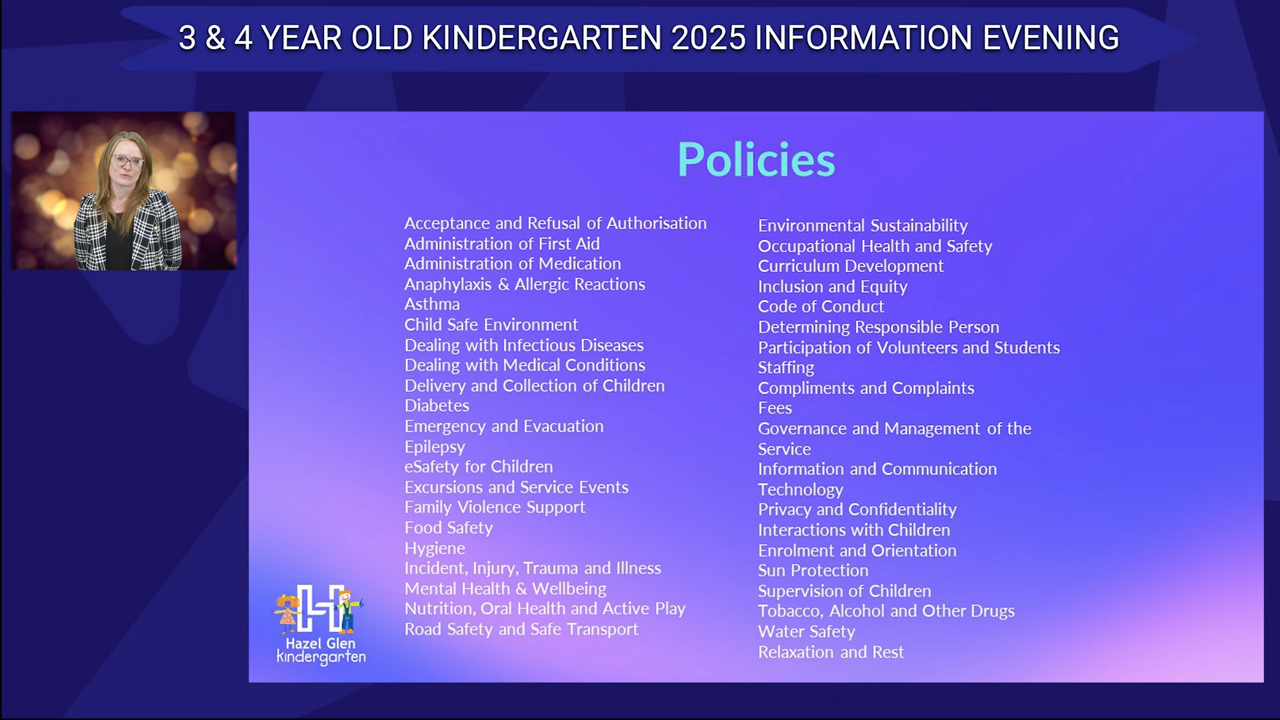 3 & 4 YEAR OLD KINDERGARTEN 2025 INFORMATION EVENING
Policies
Acceptance and Refusal of Authorisation
Administration of First Aid
Administration of Medication
Anaphylaxis & Allergic Reactions
Asthma
Child Safe Environment
Dealing with Infectious Diseases
Dealing with Medical Conditions
Delivery and Collection of Children
Diabetes
Emergency and Evacuation
Epilepsy
eSafety for Children
Excursions and Service Events
Family Violence Support
Food Safety
Hygiene
Incident, Injury, Trauma and Illness
Mental Health & Wellbeing
Nutrition, Oral Health and Active Play
Road Safety and Safe Transport
Environmental Sustainability
Occupational Health and Safety
Curriculum Development
Inclusion and Equity
Code of Conduct
Determining Responsible Person
Participation of Volunteers and Students
Staffing
Compliments and Complaints
Fees
Governance and Management of the
Service
Information and Communication
Technology
Privacy and Confidentiality
Interactions with Children
Enrolment and Orientation
Sun Protection
Supervision of Children
Tobacco, Alcohol and Other Drugs
Water Safety
Relaxation and Rest
H
Hazel Glen
kindergarten